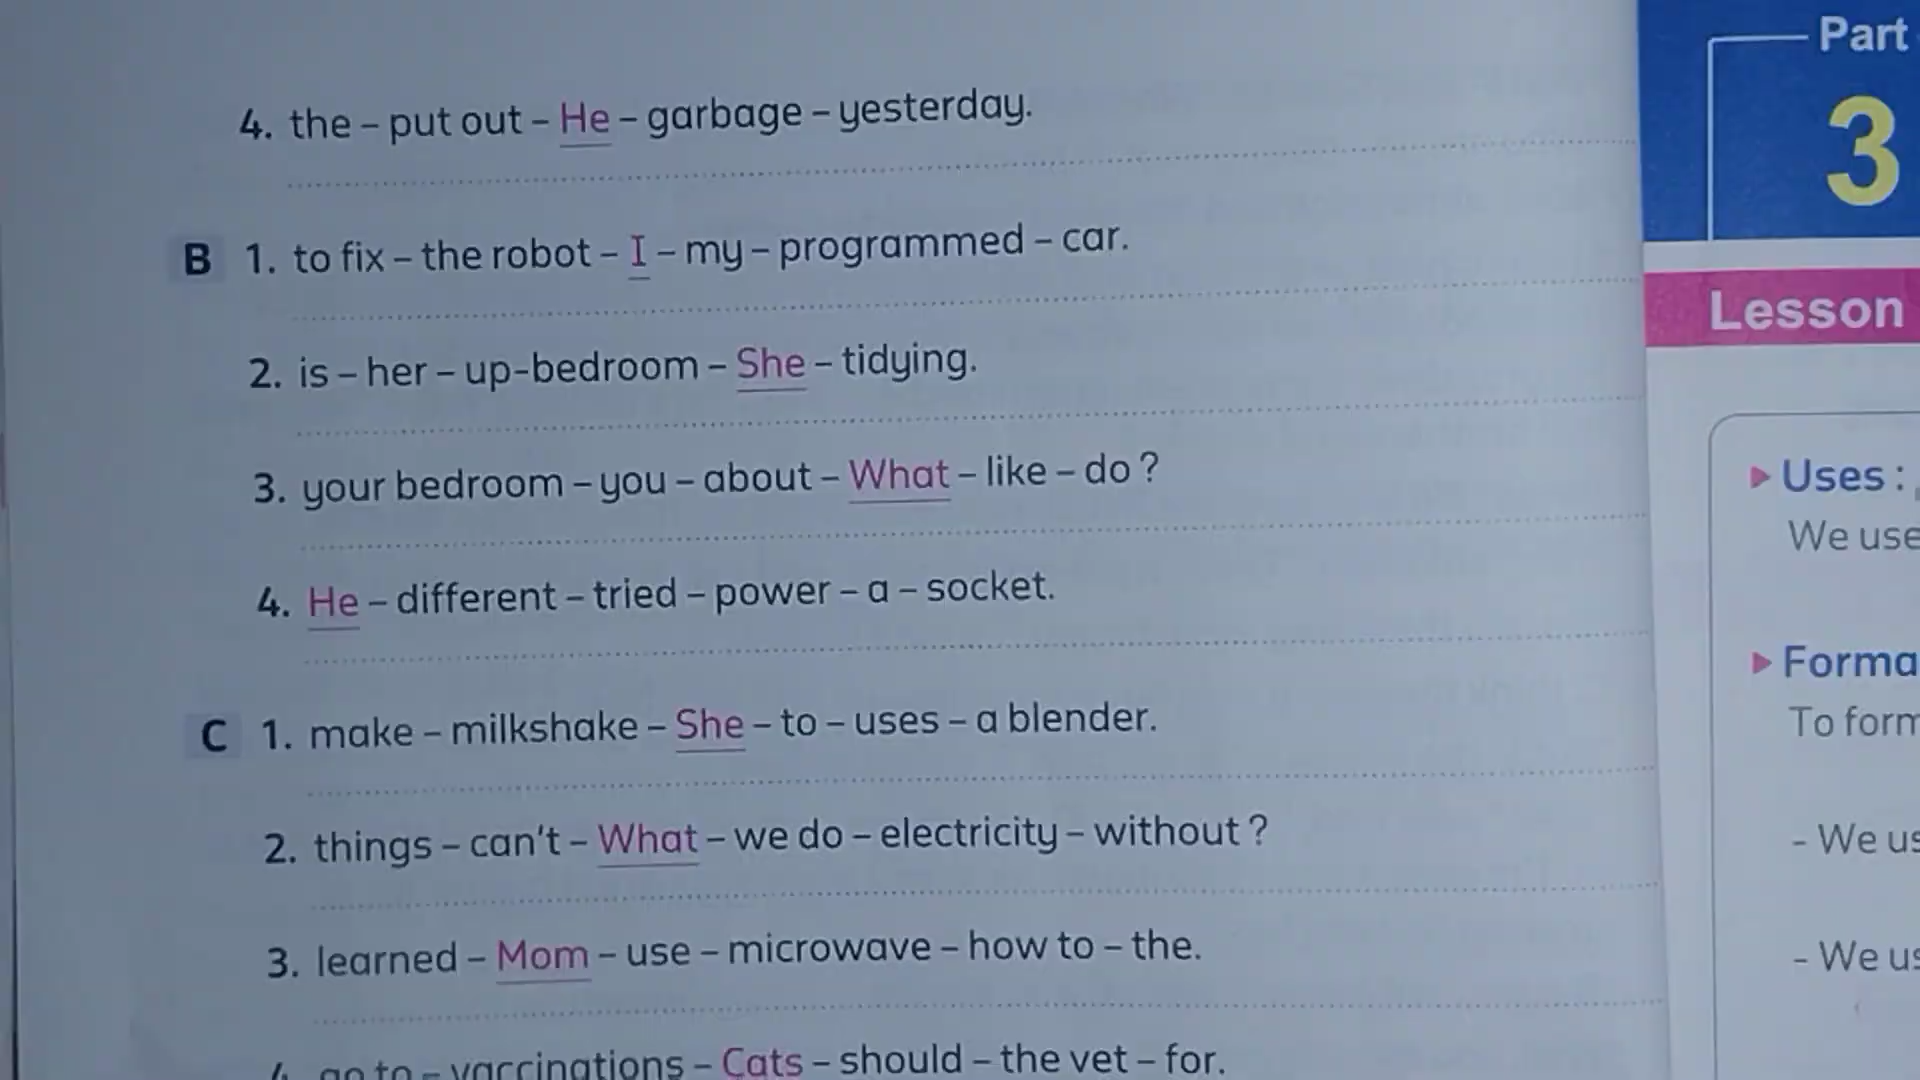 4. the – put out – He – garbage – yesterday.
B 1. to fix – the robot – I – my – programmed – car.
2. is – her – up-bedroom – She – tidying.
3. your bedroom – you – about – What – like – do ?
4. He – different – tried – power – a – socket.
C 1. make – milkshake – She – to – uses – a blender.
2. things – can't – What – we do – electricity – without ?
3. learned – Mom – use – microwave – how to – the.
4. go to – vaccinations – Cats – should – the vet – for.
Part
3
Lesson
Uses :
We use
Forma
To form
- We us
- We us